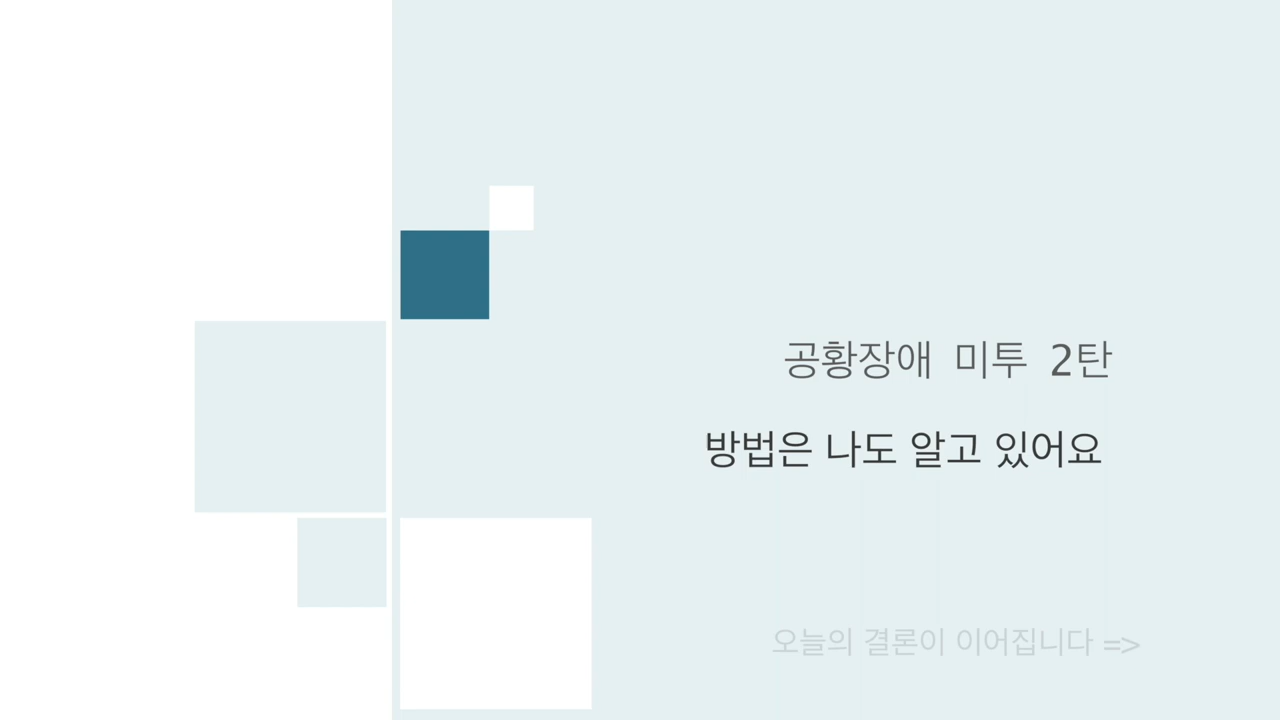 공황장애 미투 2탄
방법은 나도 알고 있어요
오늘의 결론이 이어집니다 =>